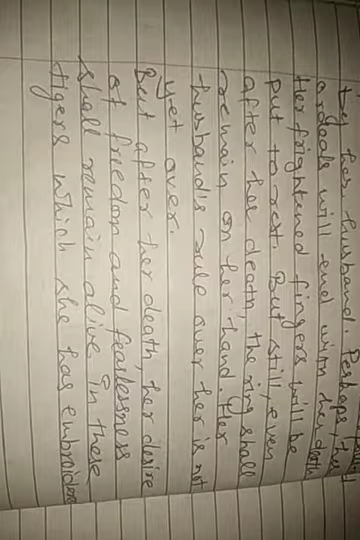 by her husband. Perhaps, her
ordeals will end with her death
Her frightened fingers will be
put to rest. But still, even
after her death, the ring shall
remain on her hand. Her
husband's rule over her is not
yet over.
But after her death, her desire
of freedom and fearlessness
shall remain alive in these
tigers which she has embroidered